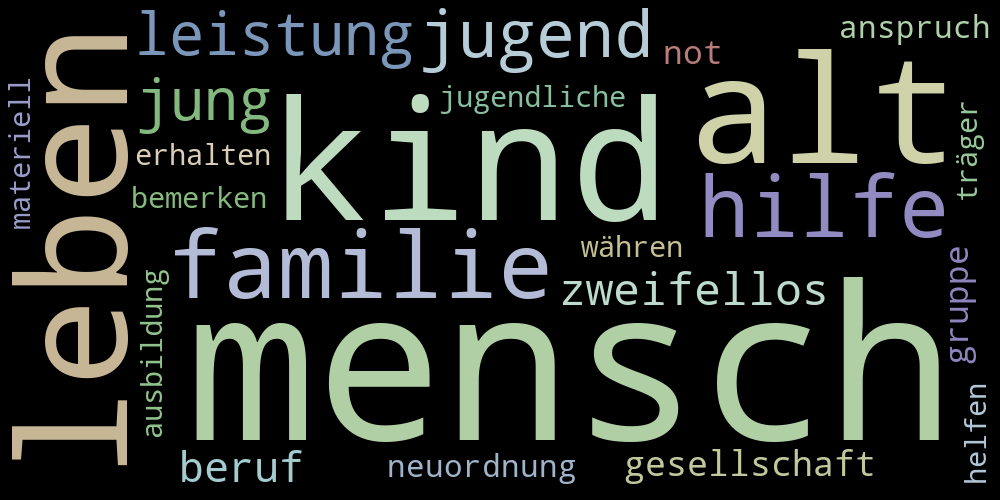 leben
materiell
leistung
jugend
not
anspruch
jung
jugendliche
kind
alt
träger
erhalten
bemerken
hilfe
familie
währen
zweifellos
gruppe
ausbildung
mensch
helfen
beruf
neuordnung
gesellschaft